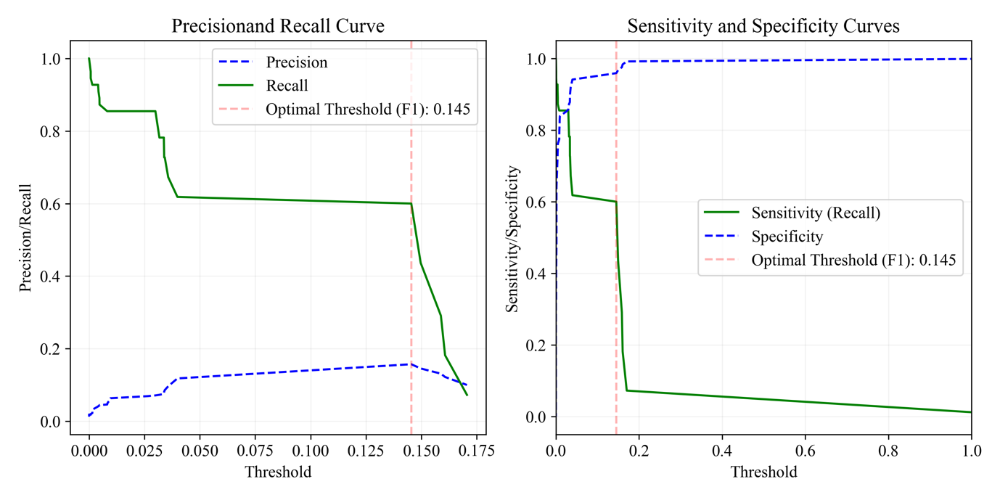 Precisionand Recall Curve
Precision
Recall
Optimal Threshold (F1): 0.145
Precision/Recall
1.0
0.8
0.6
0.4
0.2
0.0
0.000 0.025 0.050 0.075 0.100 0.125 0.150 0.175
Threshold
Sensitivity and Specificity Curves
Sensitivity (Recall)
Specificity
Optimal Threshold (F1): 0.145
Sensitivity/Specificity
1.0
0.8
0.6
0.4
0.2
0.0
0.0 0.2 0.4 0.6 0.8 1.0
Threshold